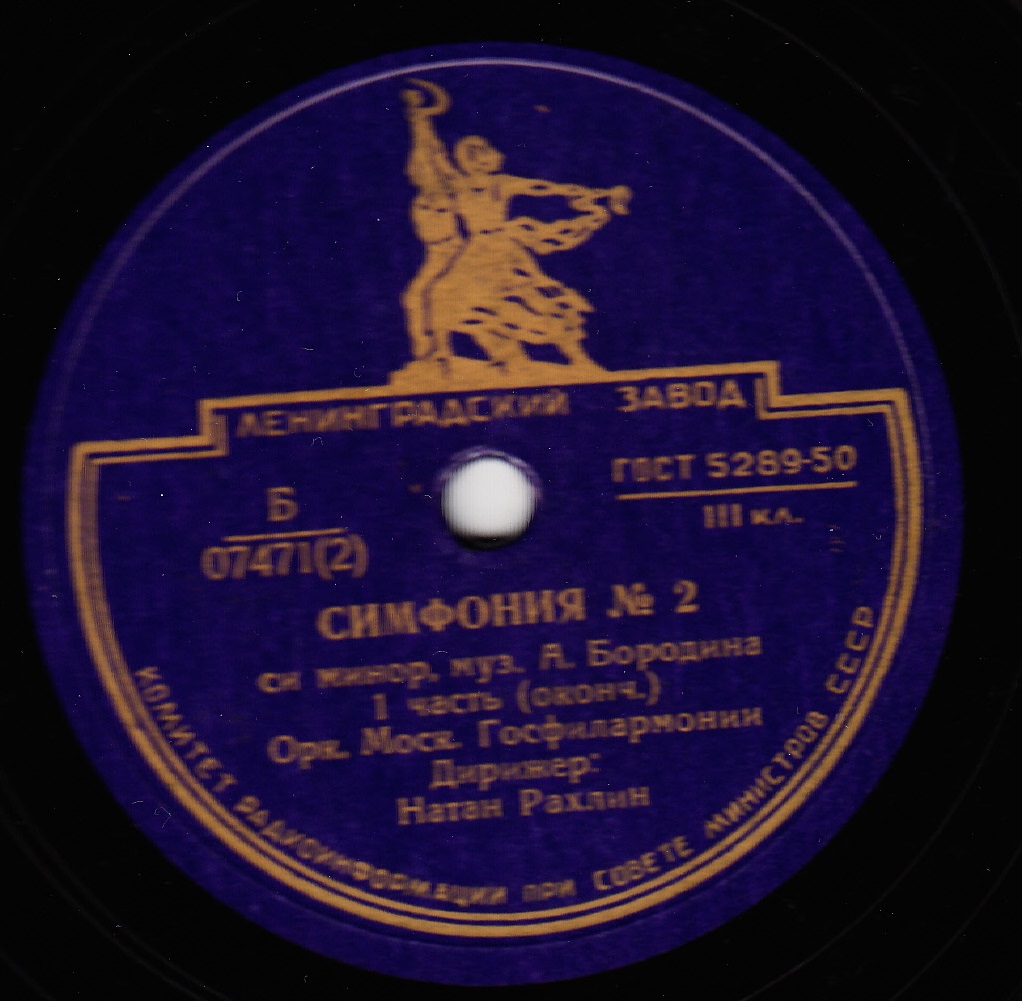 ЛЕНИНГРАДСКИЙ ЗАВОД
ГОСТ 5289-50
III кл.
Б
07471(2)
СИМФОНИЯ № 2
си минор, муз. А. Бородина
1 часть (оконч.)
Орк. Моск. Госфилармонии
Дирижер:
Натан Рахлин
КОМИТЕТ РАДИОИНФОРМАЦИИ ПРИ СОВЕТЕ МИНИСТРОВ СССР